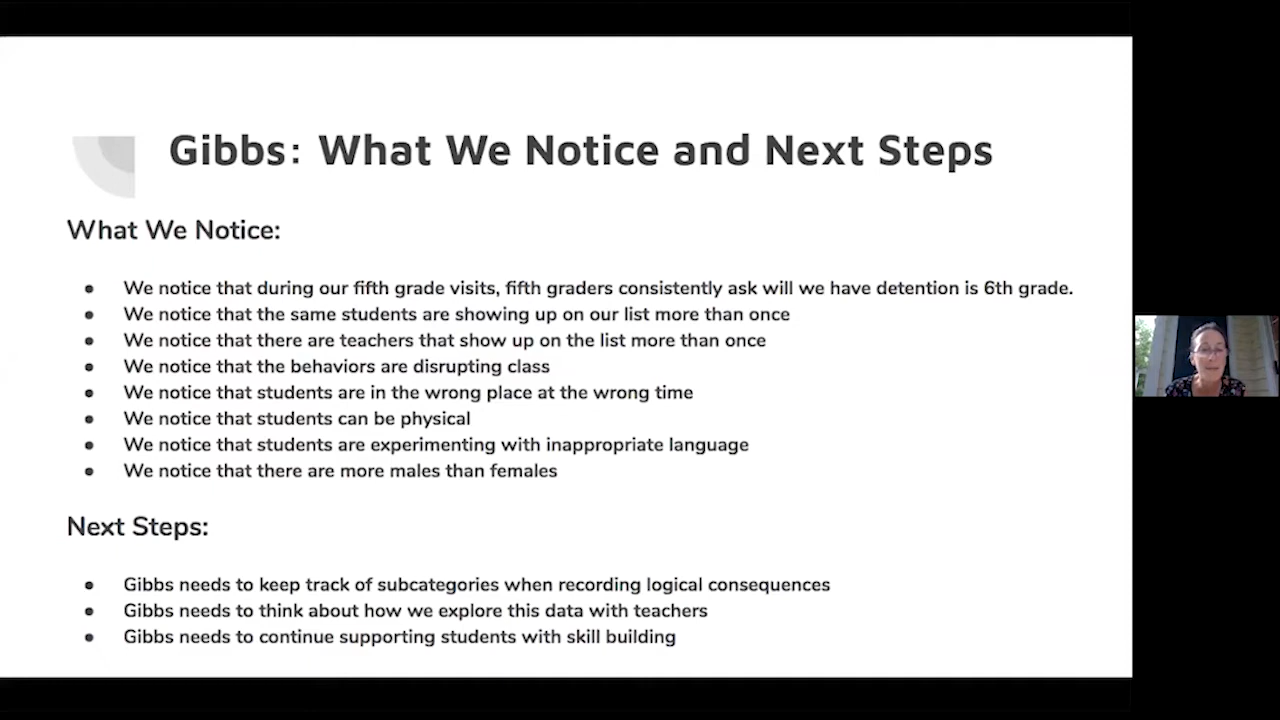 Gibbs: What We Notice and Next Steps
What We Notice:
● We notice that during our fifth grade visits, fifth graders consistently ask will we have detention is 6th grade.
● We notice that the same students are showing up on our list more than once
● We notice that there are teachers that show up on the list more than once
● We notice that the behaviors are disrupting class
● We notice that students are in the wrong place at the wrong time
● We notice that students can be physical
● We notice that students are experimenting with inappropriate language
● We notice that there are more males than females
Next Steps:
● Gibbs needs to keep track of subcategories when recording logical consequences
● Gibbs needs to think about how we explore this data with teachers
● Gibbs needs to continue supporting students with skill building